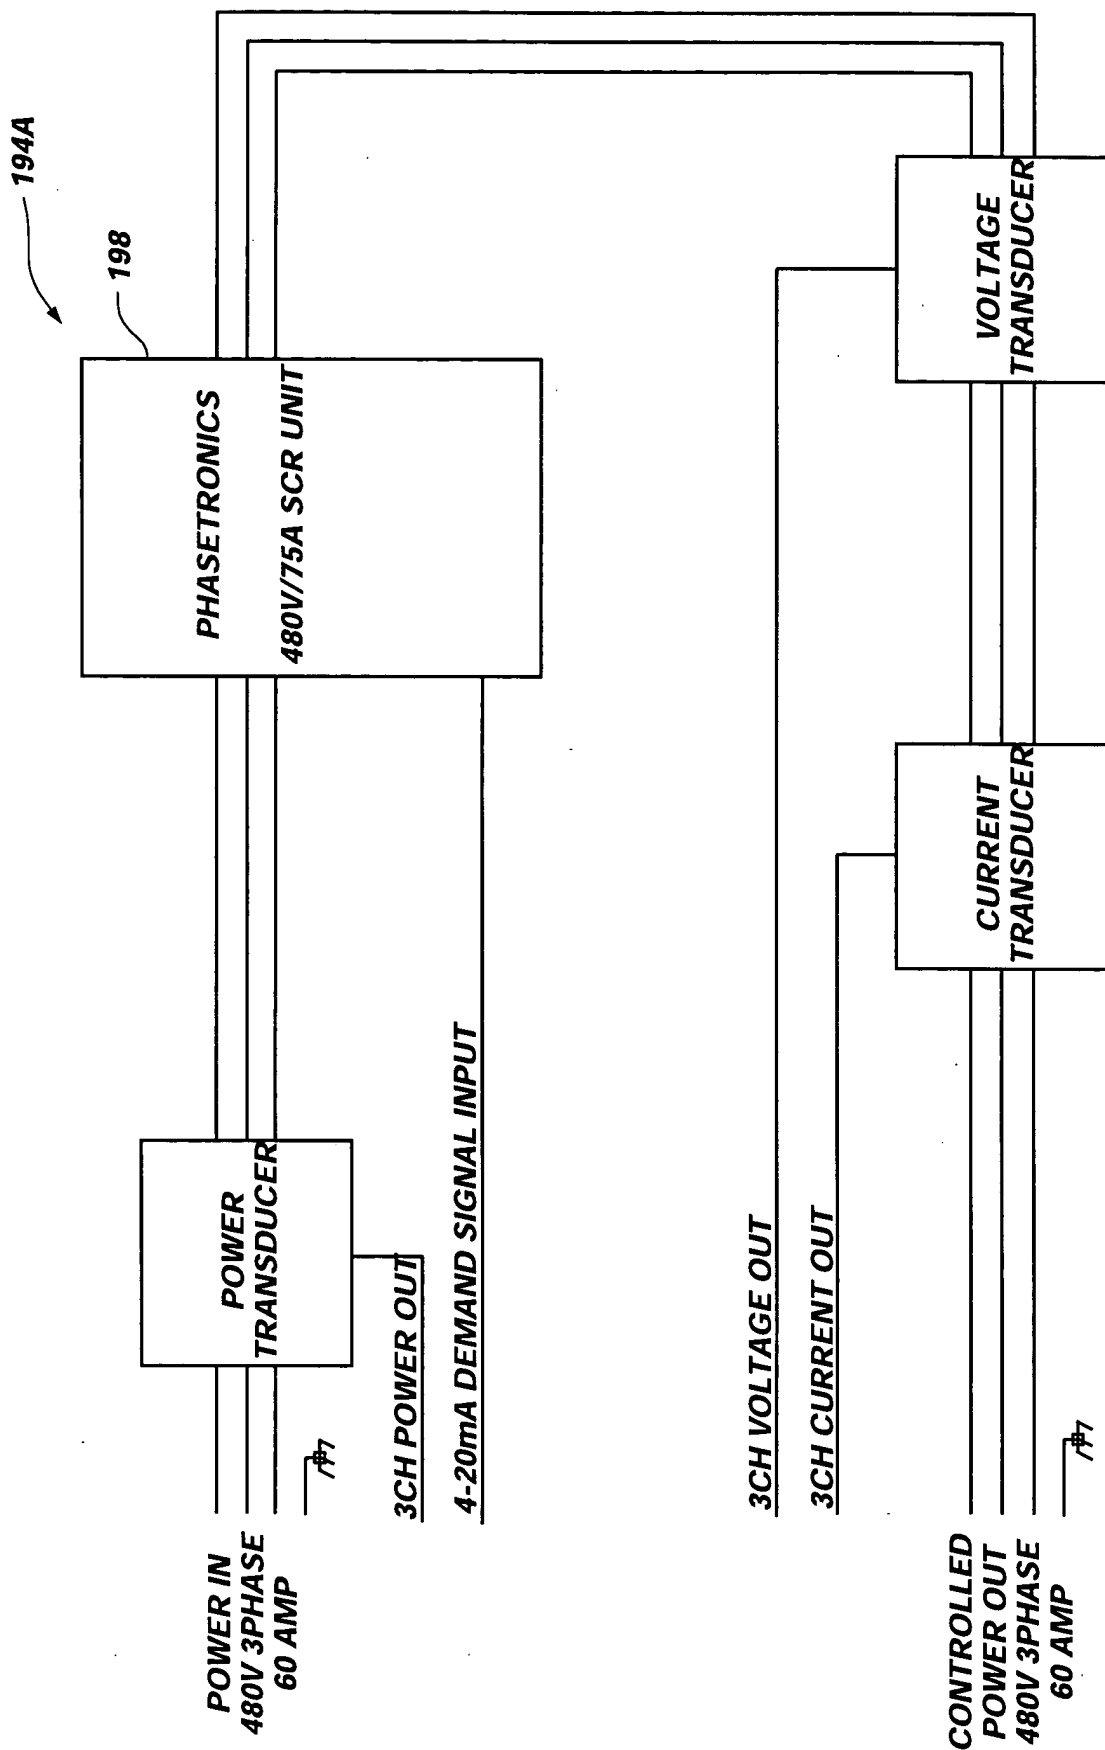 194A
198
PHASETRONICS
480V/75A SCR UNIT
POWER
TRANSDUCER
POWER IN
480V 3PHASE
60 AMP
3CH POWER OUT
4-20mA DEMAND SIGNAL INPUT
3CH VOLTAGE OUT
3CH CURRENT OUT
VOLTAGE
TRANSDUCER
CURRENT
TRANSDUCER
CONTROLLED
POWER OUT
480V 3PHASE
60 AMP